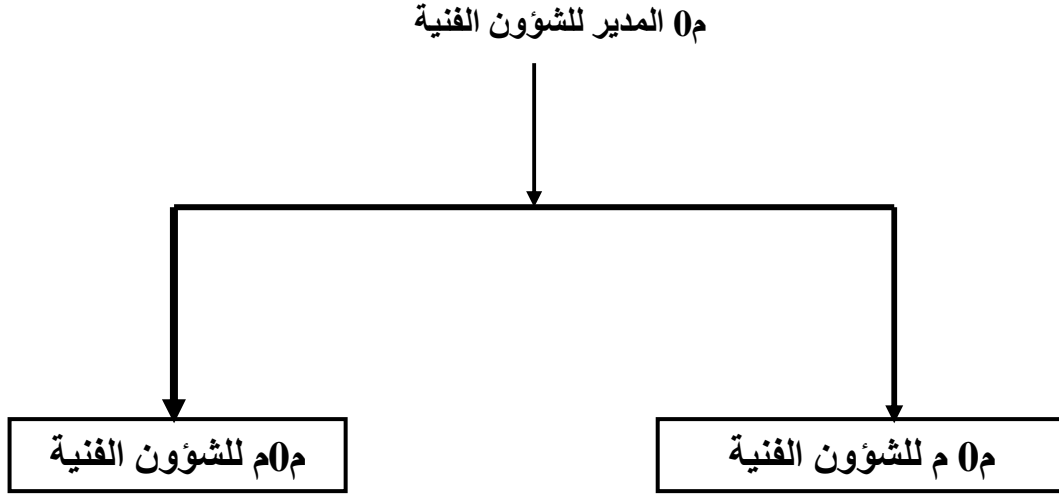 م0 المدير للشؤون الفنية
م0 م للشؤون الفنية
م0م للشؤون الفنية